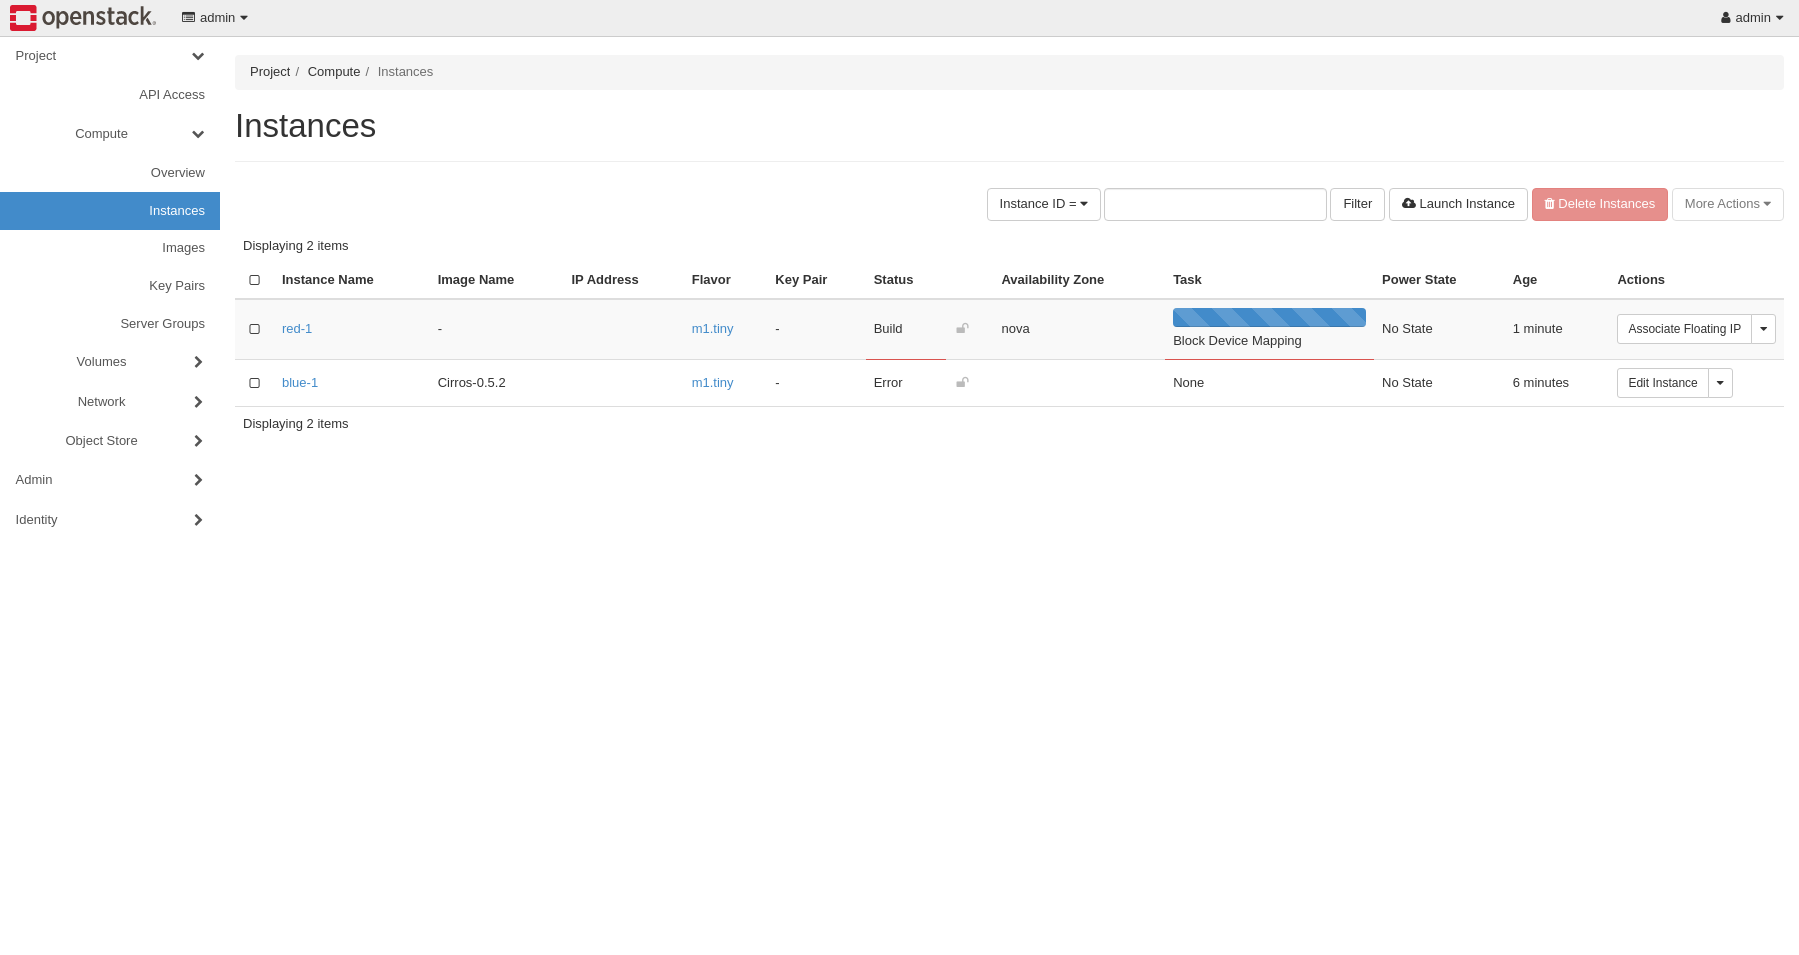 openstack. admin admin
Project
API Access
Compute
Overview
Instances
Images
Key Pairs
Server Groups
Volumes
Network
Object Store
Admin
Identity
Project / Compute / Instances
Instances
Instance ID = Filter Launch Instance Delete Instances More Actions
Displaying 2 items
Instance Name Image Name IP Address Flavor Key Pair Status Availability Zone Task Power State Age Actions
red-1 - m1.tiny - Build nova Block Device Mapping No State 1 minute Associate Floating IP
blue-1 Cirros-0.5.2 m1.tiny - Error None No State 6 minutes Edit Instance
Displaying 2 items